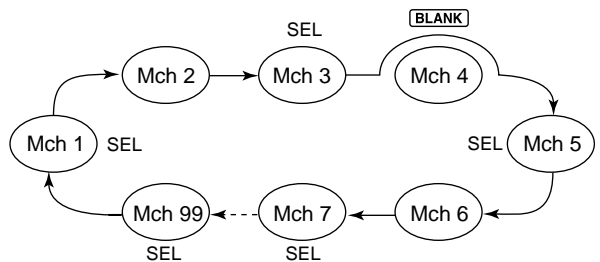 BLANK
SEL
Mch 2 Mch 3 Mch 4
Mch 1 SEL SEL Mch 5
Mch 99 Mch 7 Mch 6
SEL SEL